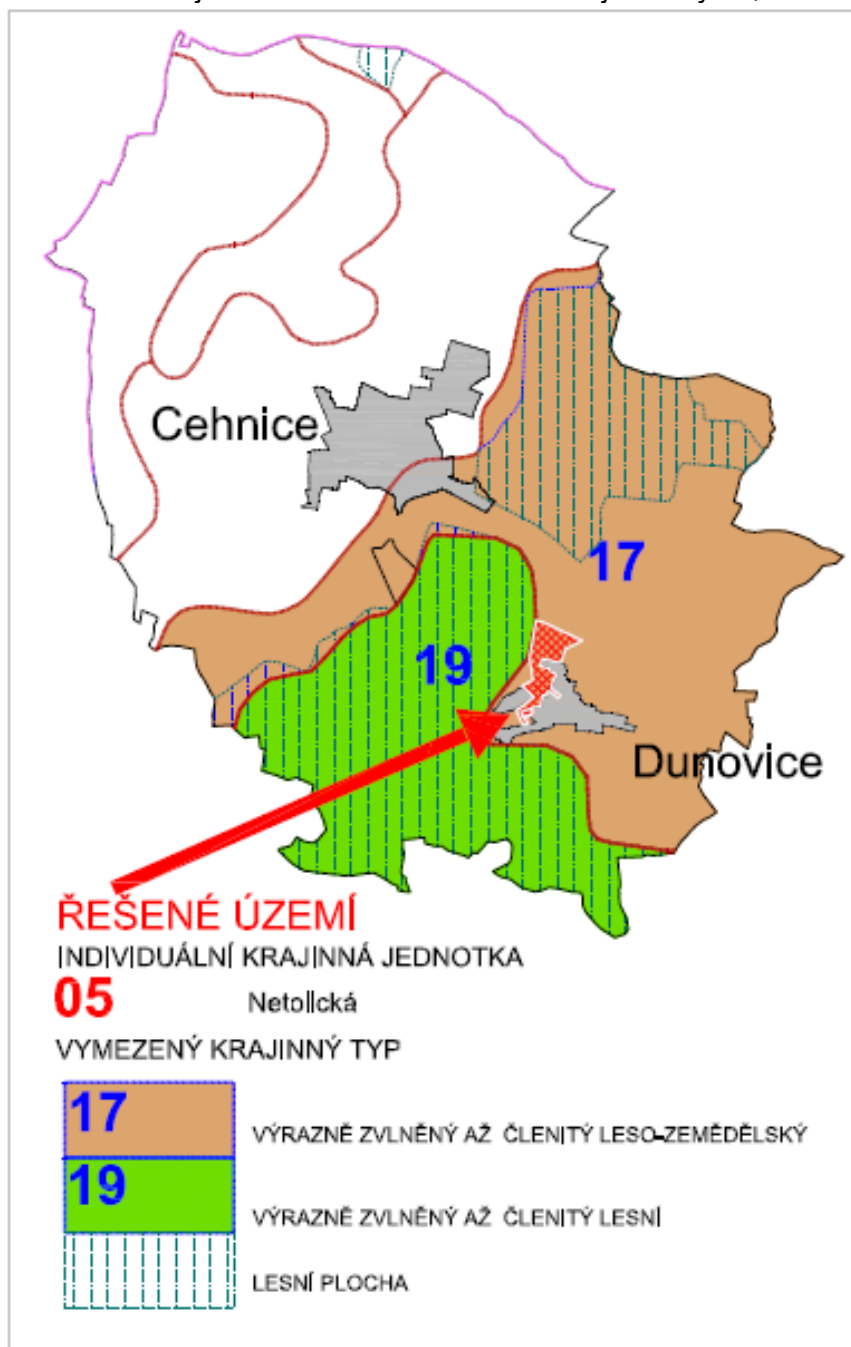 Cehnice
17
19
Dunovice
ŘEŠENÉ ÚZEMÍ
INDIVIDUÁLNÍ KRAJINNÁ JEDNOTKA
05 Netolická
VYMEZENÝ KRAJINNÝ TYP
17 VÝRAZNĚ ZVLNĚNÝ AŽ ČLENITÝ LESO-ZEMĚDĚLSKÝ
19 VÝRAZNĚ ZVLNĚNÝ AŽ ČLENITÝ LESNÍ
LESNÍ PLOCHA